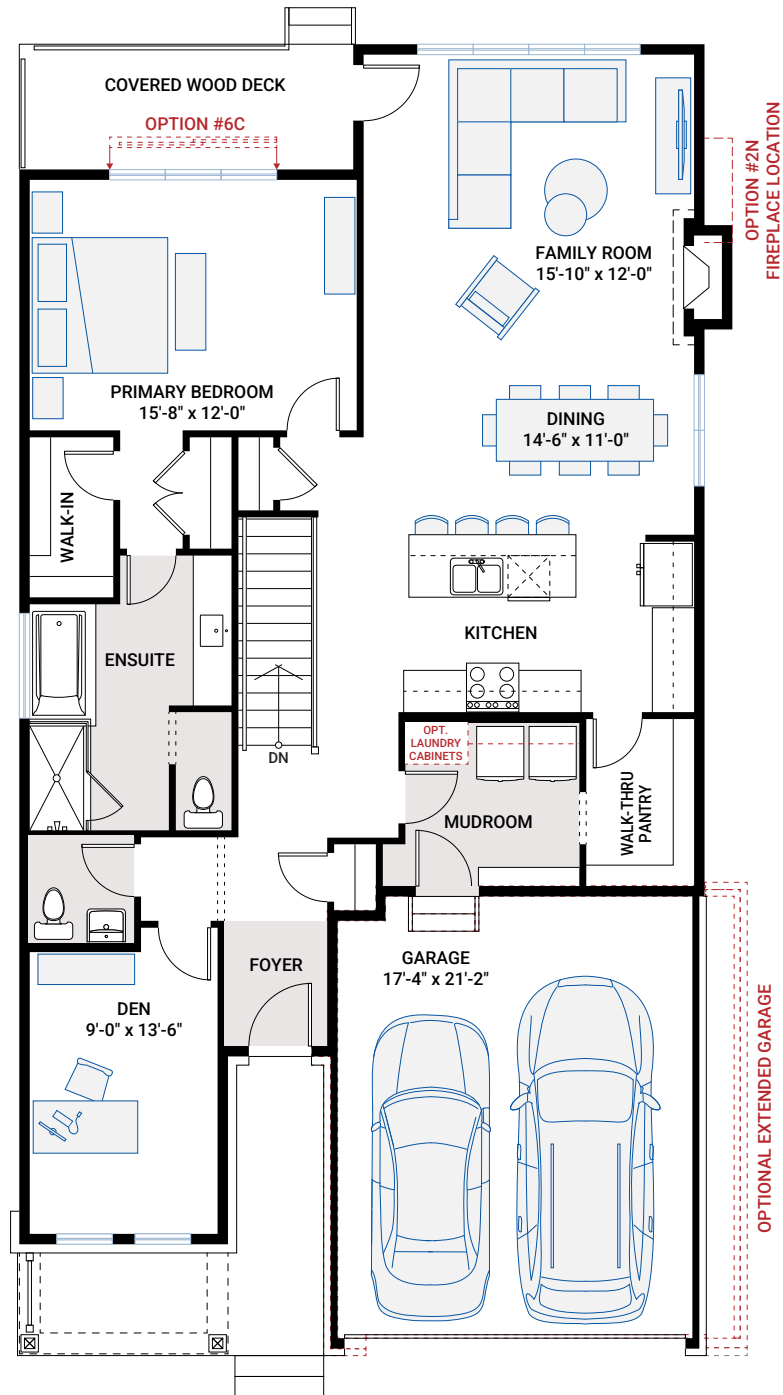 COVERED WOOD DECK
OPTION #6C
OPTION #2N
FIREPLACE LOCATION
FAMILY ROOM
15'-10" x 12'-0"
PRIMARY BEDROOM
15'-8" x 12'-0"
DINING
14'-6" x 11'-0"
WALK-IN
KITCHEN
ENSUITE
OPT.
LAUNDRY
CABINETS
DN
MUDROOM
WALK-THRU
PANTRY
FOYER
GARAGE
17'-4" x 21'-2"
DEN
9'-0" x 13'-6"
OPTIONAL EXTENDED GARAGE